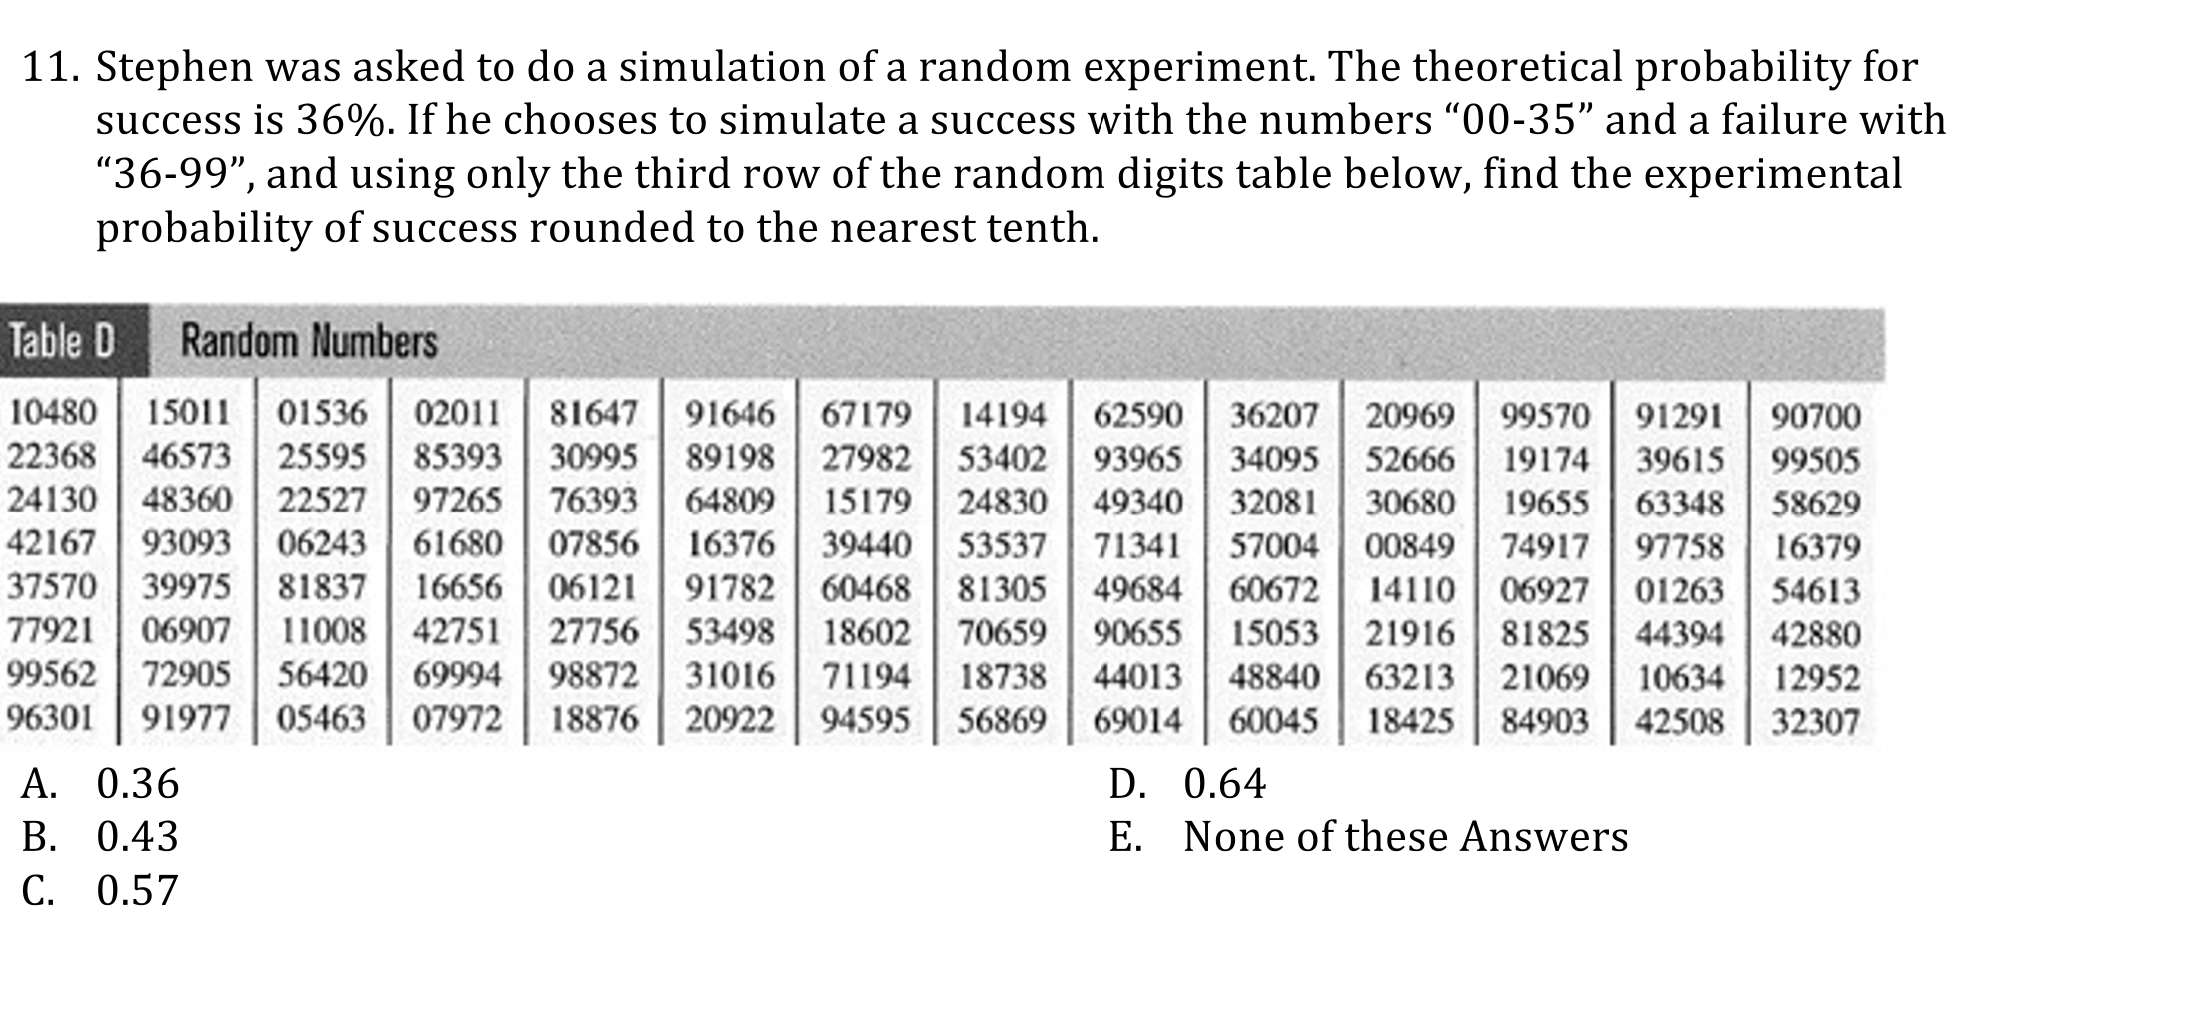 11. Stephen was asked to do a simulation of a random experiment. The theoretical probability for
success is 36%. If he chooses to simulate a success with the numbers “00-35” and a failure with
“36-99”, and using only the third row of the random digits table below, find the experimental
probability of success rounded to the nearest tenth.
Table D Random Numbers
10480 15011 01536 02011 81647 91646 67179 14194 62590 36207 20969 99570 91291 90700
22368 46573 25595 85393 30995 89198 27982 53402 93965 34095 52666 19174 39615 99505
24130 48360 22527 97265 76393 64809 15179 24830 49340 32081 30680 19655 63348 58629
42167 93093 06243 61680 07856 16376 39440 53537 71341 57004 00849 74917 97758 16379
37570 39975 81837 16656 06121 91782 60468 81305 49684 60672 14110 06927 01263 54613
77921 06907 11008 42751 27756 53498 18602 70659 90655 15053 21916 81825 44394 42880
99562 72905 56420 69994 98872 31016 71194 18738 44013 48840 63213 21069 10634 12952
96301 91977 05463 07972 18876 20922 94595 56869 69014 60045 18425 84903 42508 32307
A. 0.36
B. 0.43
C. 0.57
D. 0.64
E. None of these Answers